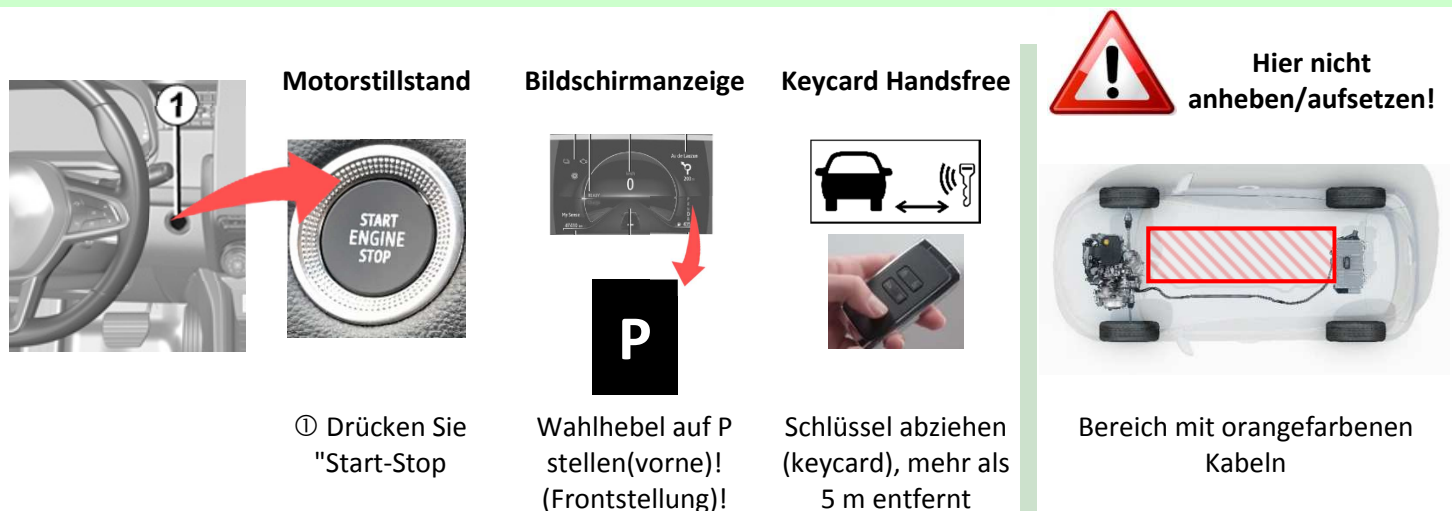 Motorstillstand
Bildschirmanzeige
Keycard Handsfree
Hier nicht
anheben/aufsetzen!
1
START
ENGINE
STOP
0
P
① Drücken Sie
"Start-Stop
Wahlhebel auf P
stellen(vorne)!
(Frontstellung)!
Schlüssel abziehen
(keycard), mehr als
5 m entfernt
Bereich mit orangefarbenen
Kabeln